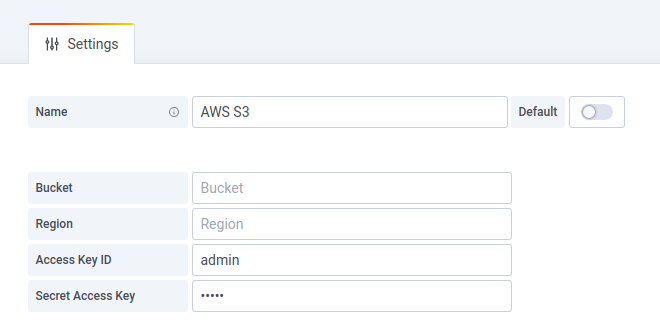 Settings
Name AWS S3 Default
Bucket Bucket
Region Region
Access Key ID admin
Secret Access Key •••••